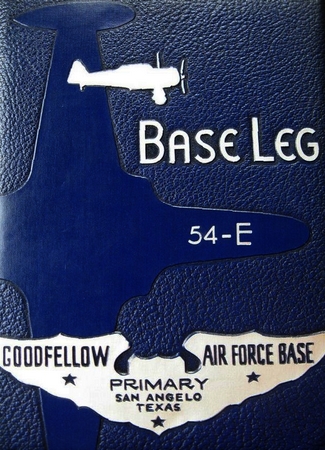 BASE LEG
54-E
GOODFELLOW AIR FORCE BASE
PRIMARY
SAN ANGELO
TEXAS